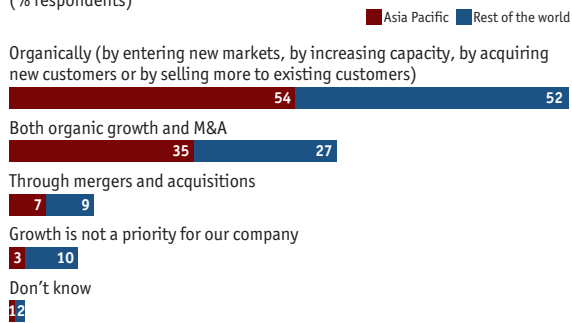 (% respondents)
Asia Pacific Rest of the world
Organically (by entering new markets, by increasing capacity, by acquiring
new customers or by selling more to existing customers)
54 52
Both organic growth and M&A
35 27
Through mergers and acquisitions
7 9
Growth is not a priority for our company
3 10
Don’t know
1 2